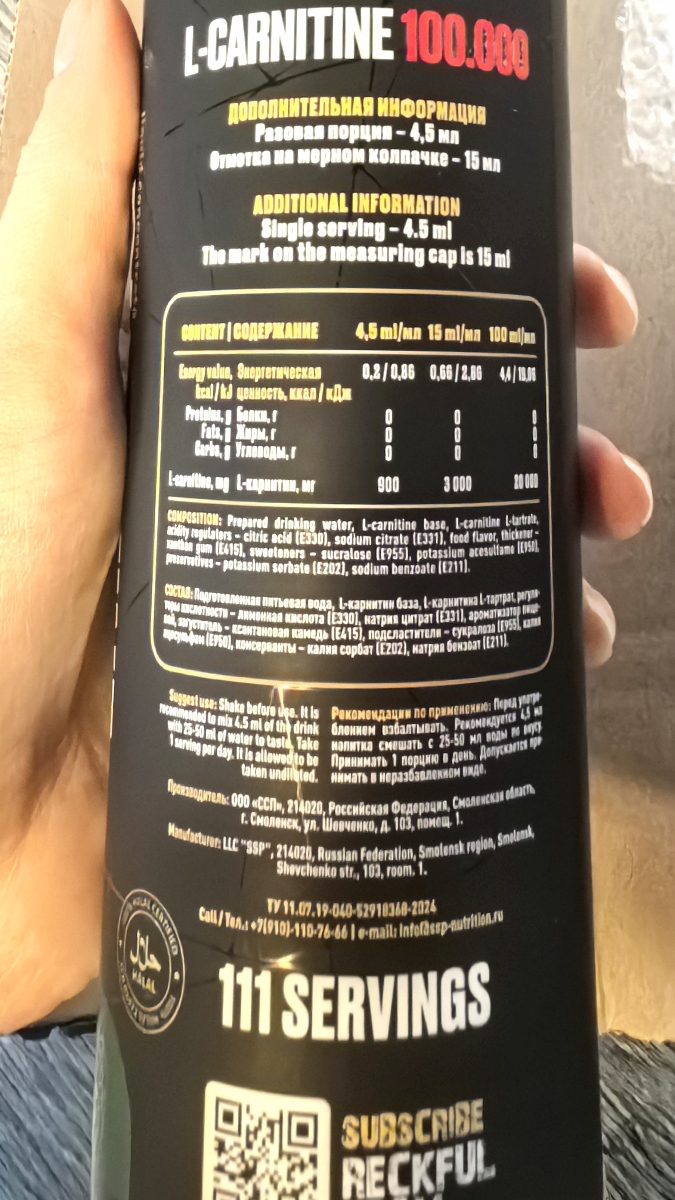 L-CARNITINE 100.000
ДОПОЛНИТЕЛЬНАЯ ИНФОРМАЦИЯ
Разовая порция – 4,5 мл
Отметка на мерном колпачке – 15 мл
ADDITIONAL INFORMATION
Single serving – 4.5 ml
The mark on the measuring cap is 15 ml
CONTENT | СОДЕРЖАНИЕ 4,5 ml/мл 15 ml/мл 100 ml/мл
Energy value, Энергетическая 0,2 / 0,86 0,66 / 2,86
kcal / kJ ценность, ккал / кДж
Proteins, g Белки, г 0 0 0
Fats, g Жиры, г 0 0 0
Carbs, g Углеводы, г 0 0 0
L-carnitine, mg L-карнитин, мг 900 3 000 20 000
COMPOSITION: Prepared drinking water, L-carnitine base, L-carnitine L-tartrate,
acidity regulators – citric acid (E330), sodium citrate (E331), food flavor, thickener –
xanthan gum (E415), sweeteners – sucralose (E955), potassium acesulfame (E950),
preservatives – potassium sorbate (E202), sodium benzoate (E211).
СОСТАВ: Подготовленная питьевая вода, L-карнитин база, L-карнитина L-тартрат, регуля-
торы кислотности – лимонная кислота (E330), натрия цитрат (E331), ароматизатор пище-
вой, загуститель – ксантановая камедь (E415), подсластители – сукралоза (E955), калия
ацесульфам (E950), консерванты – калия сорбат (E202), натрия бензоат (E211).
Suggest use: Shake before use. It is
recommended to mix 4.5 ml of the drink
with 25-50 ml of water to taste. Take
1 serving per day. It is allowed to be
taken undiluted.
Рекомендации по применению: Перед употре-
блением взбалтывать. Рекомендуется 4,5 мл
напитка смешать с 25-50 мл воды по вкусу.
Принимать 1 порцию в день. Допускается при-
нимать в неразбавленном виде.
Производитель: ООО «ССП», 214020, Российская Федерация, Смоленская область,
г. Смоленск, ул. Шевченко, д. 103, помещ. 1.
Manufacturer: LLC "SSP", 214020, Russian Federation, Smolensk region, Smolensk,
Shevchenko str., 103, room. 1.
ТУ 11.07.19-040-52918368-2024
Call / Тел.: +7(910)-110-76-66 | e-mail: info@ssp-nutrition.ru
حلال
HALAL
111 SERVINGS
SUBSCRIBE
RECKFUL